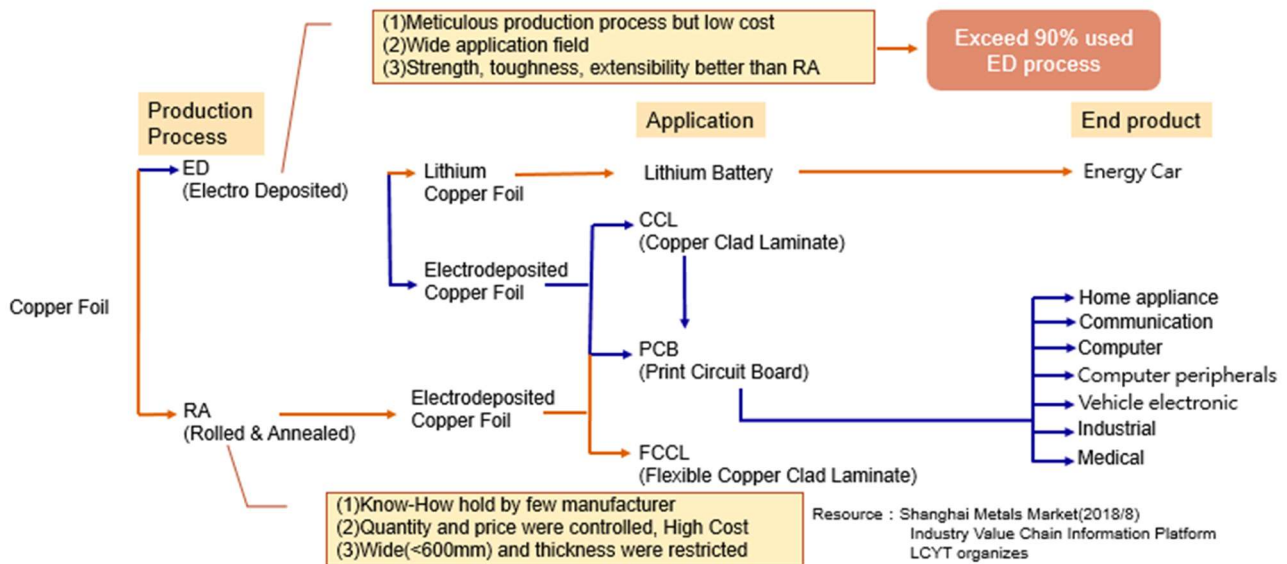 (1)Meticulous production process but low cost
(2)Wide application field
(3)Strength, toughness, extensibility better than RA
Exceed 90% used
ED process
Production
Process
Application
End product
ED
(Electro Deposited)
Lithium
Copper Foil
Lithium Battery
Energy Car
CCL
(Copper Clad Laminate)
Electrodeposited
Copper Foil
Copper Foil
PCB
(Print Circuit Board)
Home appliance
Communication
Computer
Computer peripherals
Vehicle electronic
Industrial
Medical
RA
(Rolled & Annealed)
Electrodeposited
Copper Foil
FCCL
(Flexible Copper Clad Laminate)
(1)Know-How hold by few manufacturer
(2)Quantity and price were controlled, High Cost
(3)Wide(<600mm) and thickness were restricted
Resource : Shanghai Metals Market(2018/8)
Industry Value Chain Information Platform
LCYT organizes